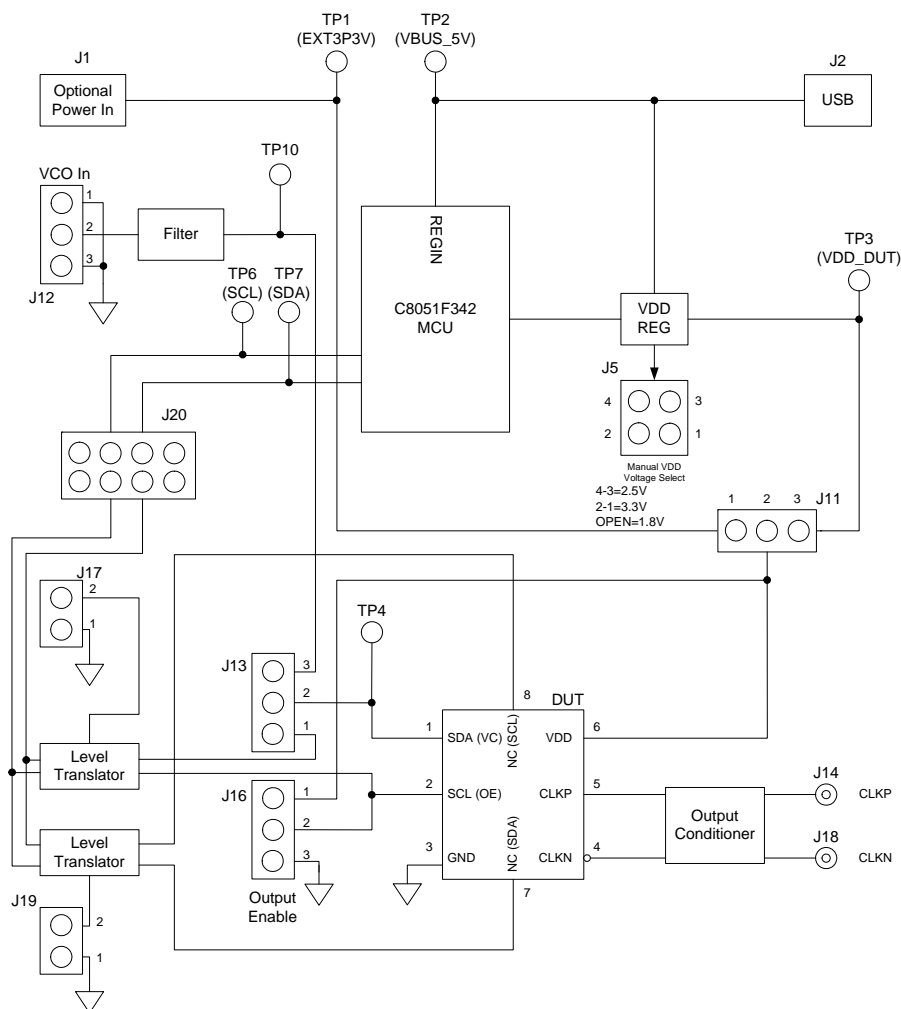 TP1
(EXT3P3V)
TP2
(VBUS_5V)
J1
Optional
Power In
J2
USB
TP10
VCO In
1
2
3
J12
Filter
REGIN
C8051F342
MCU
TP6
(SCL)
TP7
(SDA)
TP3
(VDD_DUT)
VDD
REG
J5
4
3
2
1
Manual VDD
Voltage Select
4-3=2.5V
2-1=3.3V
OPEN=1.8V
J20
1
2
3
J11
J17
2
1
TP4
J13
3
2
1
Level
Translator
8
DUT
1
SDA (VC)
NC (SCL)
VDD
6
J16
1
2
3
Output
Enable
2
SCL (OE)
CLKP
5
3
GND
NC (SDA)
CLKN
4
7
Output
Conditioner
J14
CLKP
J18
CLKN
Level
Translator
J19
2
1